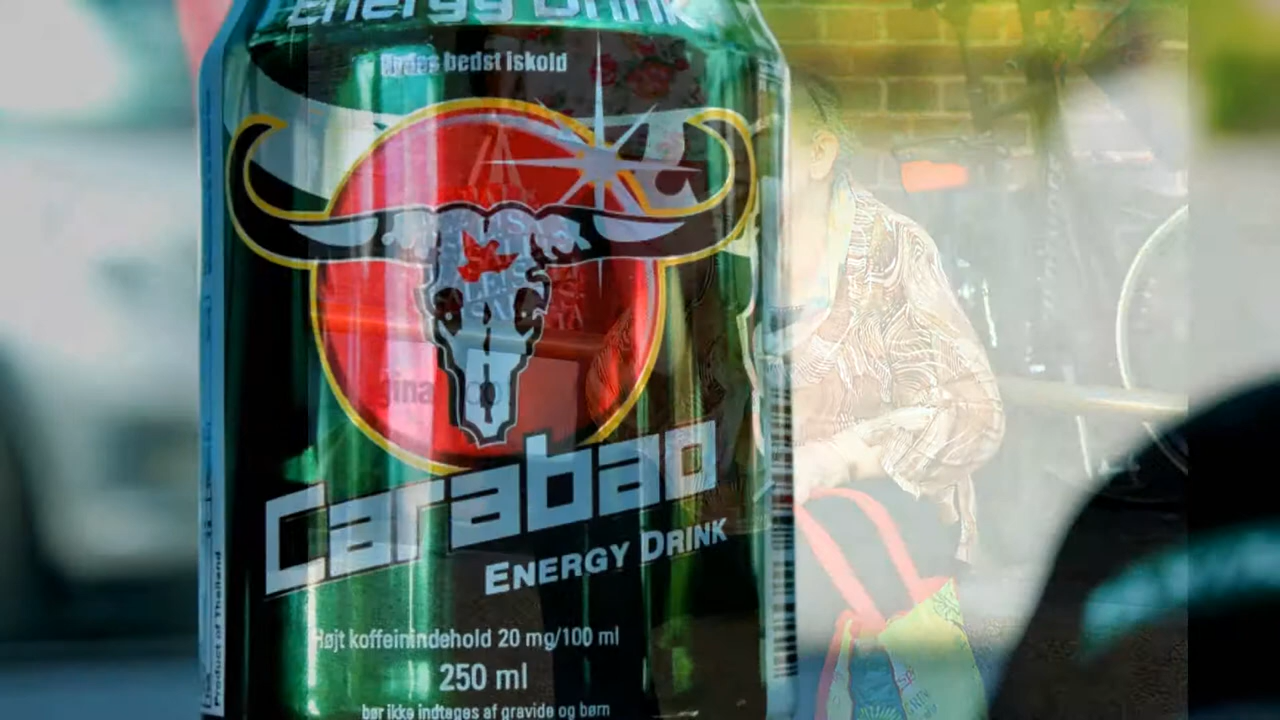 Energy Drink
Nydes bedst iskold
Carabao
ENERGY DRINK
Højt koffeinindehold 20 mg/100 ml
250 ml
bør ikke indtages af gravide og børn
Product of Thailand